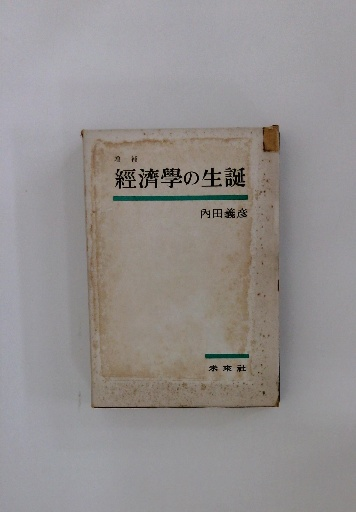 増補
經濟學の生誕
内田義彦
未來社